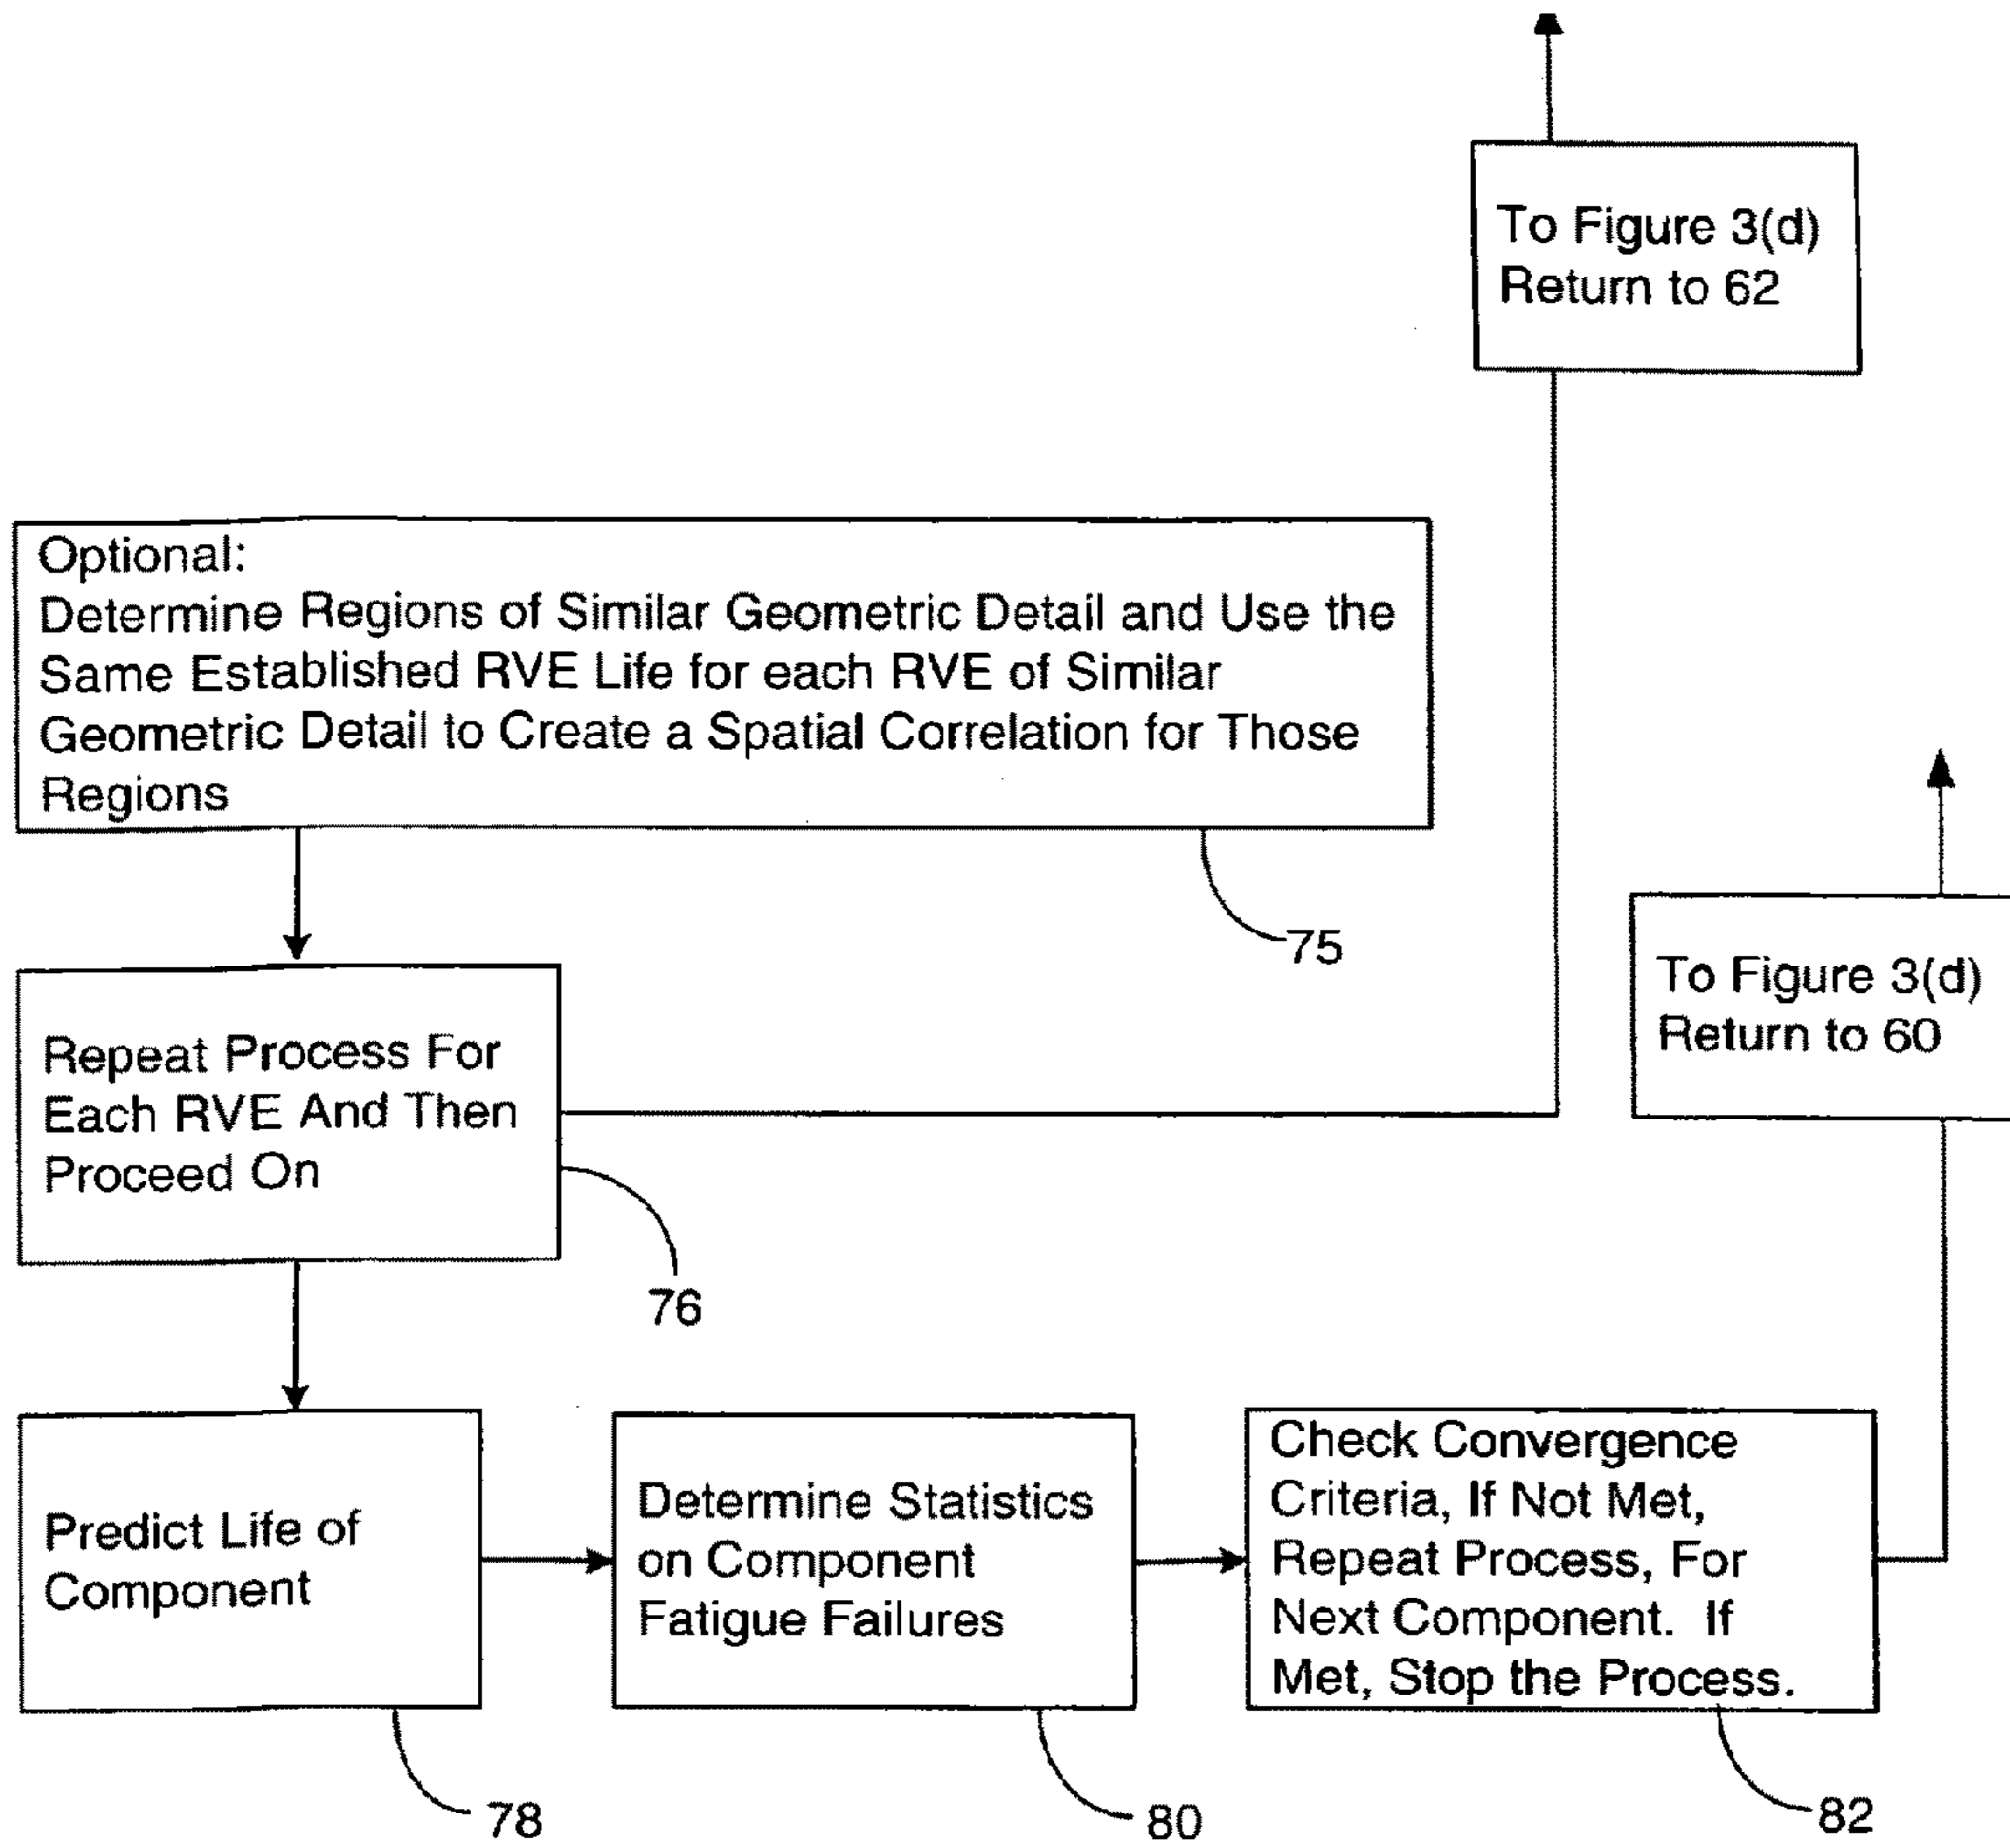 To Figure 3(d)
Return to 62
Optional:
Determine Regions of Similar Geometric Detail and Use the
Same Established RVE Life for each RVE of Similar
Geometric Detail to Create a Spatial Correlation for Those
Regions
75
To Figure 3(d)
Return to 60
Repeat Process For
Each RVE And Then
Proceed On
76
Predict Life of
Component
78
Determine Statistics
on Component
Fatigue Failures
80
Check Convergence
Criteria, If Not Met,
Repeat Process, For
Next Component. If
Met, Stop the Process.
82